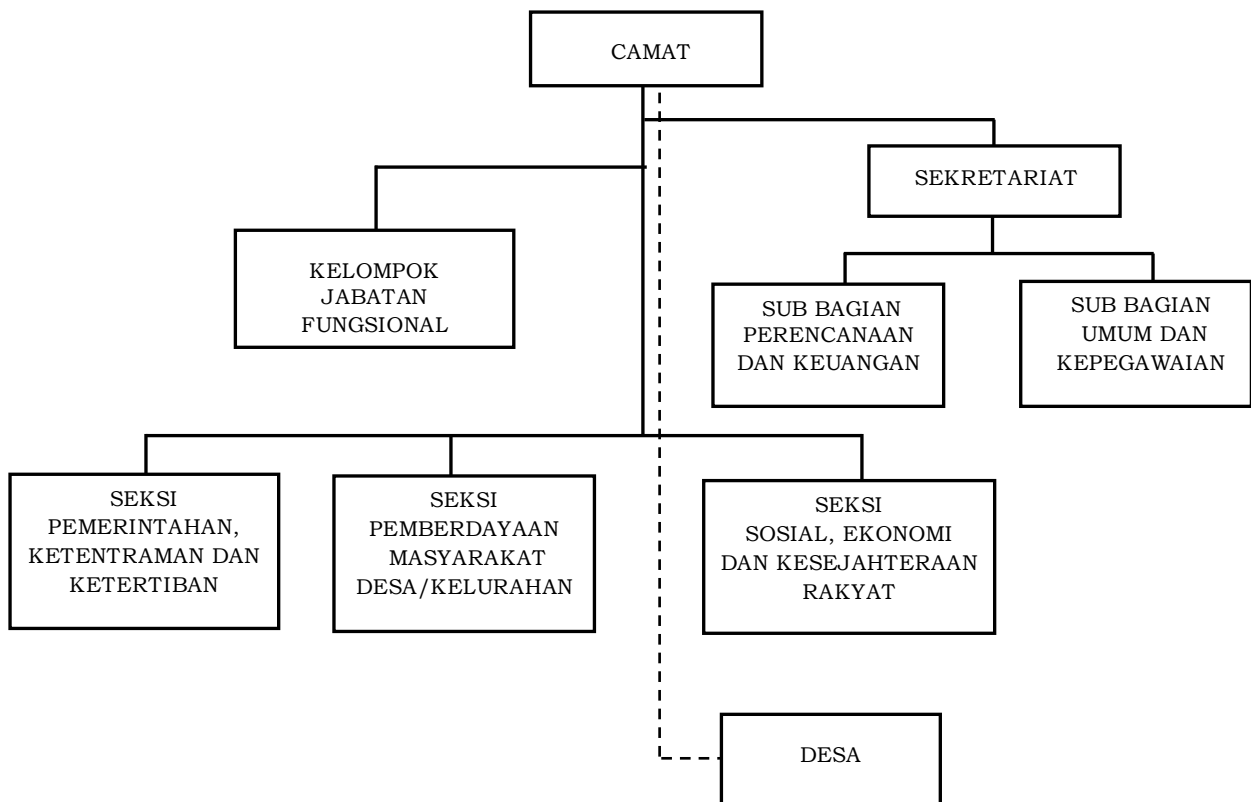 CAMAT
SEKRETARIAT
KELOMPOK
JABATAN
FUNGSIONAL
SUB BAGIAN
PERENCANAAN
DAN KEUANGAN
SUB BAGIAN
UMUM DAN
KEPEGAWAIAN
SEKSI
PEMERINTAHAN,
KETENTRAMAN DAN
KETERTIBAN
SEKSI
PEMBERDAYAAN
MASYARAKAT
DESA/KELURAHAN
SEKSI
SOSIAL, EKONOMI
DAN KESEJAHTERAAN
RAKYAT
DESA